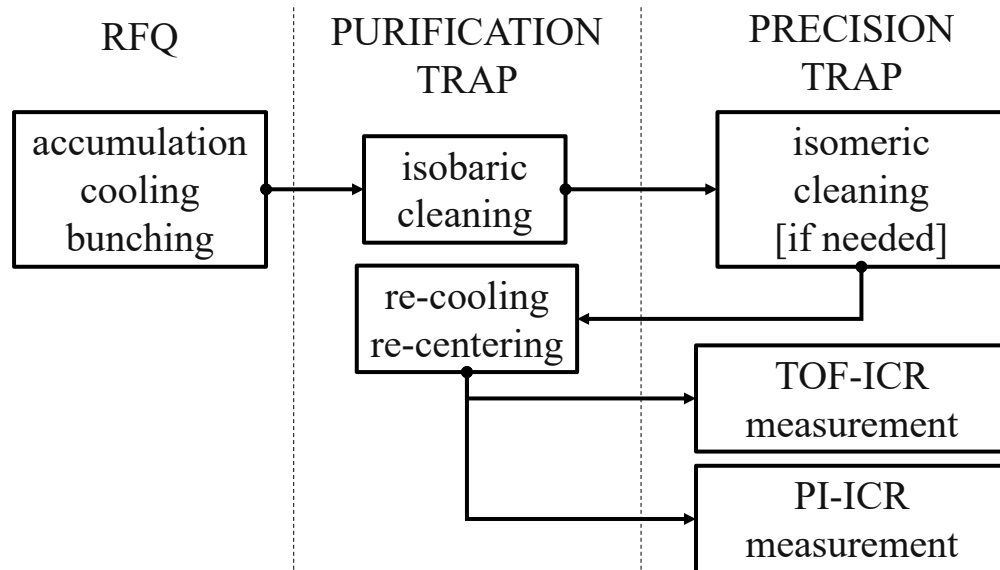 RFQ
PURIFICATION
TRAP
PRECISION
TRAP
accumulation
cooling
bunching
isobaric
cleaning
isomeric
cleaning
[if needed]
re-cooling
re-centering
TOF-ICR
measurement
PI-ICR
measurement